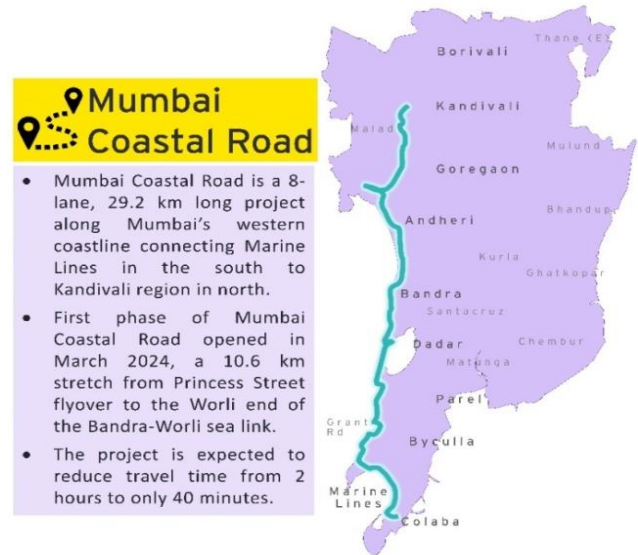 Mumbai
Coastal Road
• Mumbai Coastal Road is a 8-
lane, 29.2 km long project
along Mumbai's western
coastline connecting Marine
Lines in the south to
Kandivali region in north.
• First phase of Mumbai
Coastal Road opened in
March 2024, a 10.6 km
stretch from Princess Street
flyover to the Worli end of
the Bandra-Worli sea link.
• The project is expected to
reduce travel time from 2
hours to only 40 minutes.
Thane (E)
Borivali
Kandivali
Malad
Mulund
Goregaon
Bhandup
Andheri
Kurla
Ghatkopar
Bandra
Santacruz
Dadar
Chembur
Matunga
Parel
Grant
Rd
Byculla
Marine
Lines
Colaba